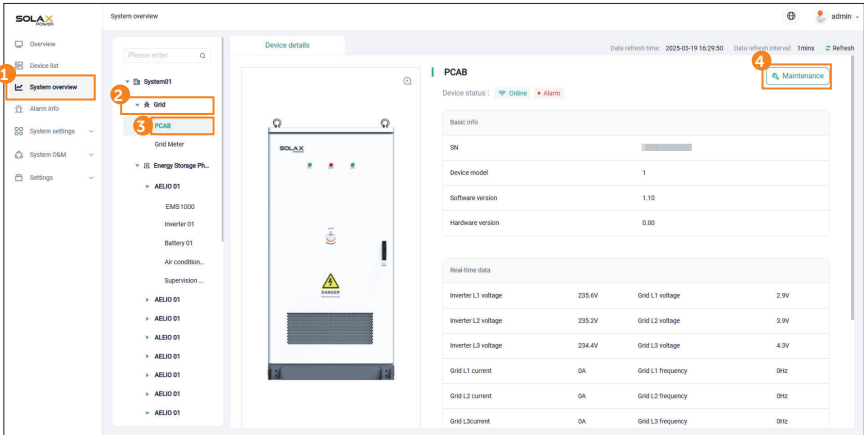 SOLAX
POWER
System overview
admin
Overview
Device list
System overview
Alarm info
System settings
System O&M
Settings
1
2
3
4
Please enter
System01
Grid
PCAB
Grid Meter
Energy Storage Ph...
AELIO 01
EMS1000
Inverter 01
Battery 01
Air condition...
Supervision ...
AELIO 01
AELIO 01
ALEIO 01
AELIO 01
AELIO 01
AELIO 01
AELIO 01
Device details
Data refresh time: 2025-03-19 16:29:50 Data refresh interval: 1mins Refresh
SOLAX
POWER
DANGER
PCAB
Maintenance
Device status : Online Alarm
Basic info
SN
Device model 1
Software version 1.10
Hardware version 0.00
Real-time data
Inverter L1 voltage 235.6V Grid L1 voltage 2.9V
Inverter L2 voltage 235.2V Grid L2 voltage 3.9V
Inverter L3 voltage 234.4V Grid L3 voltage 4.3V
Grid L1 current 0A Grid L1 frequency 0Hz
Grid L2 current 0A Grid L2 frequency 0Hz
Grid L3current 0A Grid L3 frequency 0Hz